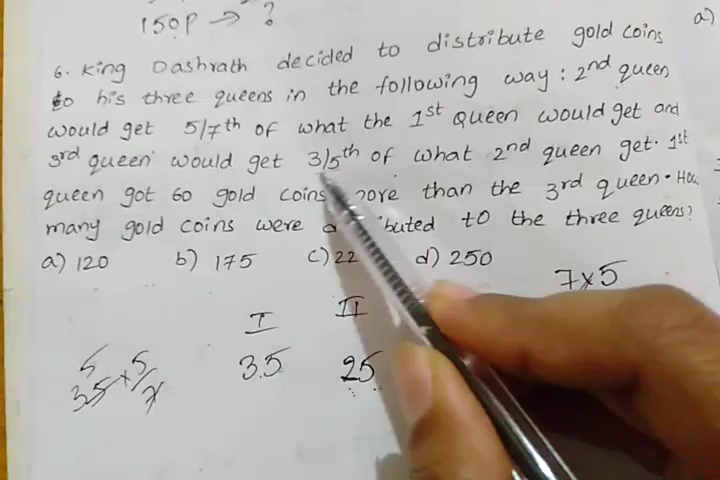 150P → ?
a)
6. King Dashrath decided to distribute gold coins
to his three queens in the following way: 2nd queen
would get 5/7th of what the 1st Queen would get and
3rd queen would get 3/5th of what 2nd queen get. 1st
queen got 60 gold coins more than the 3rd queen.
many gold coins were to the three queens?
a) 120 b) 175 c) 22 d) 250
7x5
I II
5
35 x 5/7 35 25